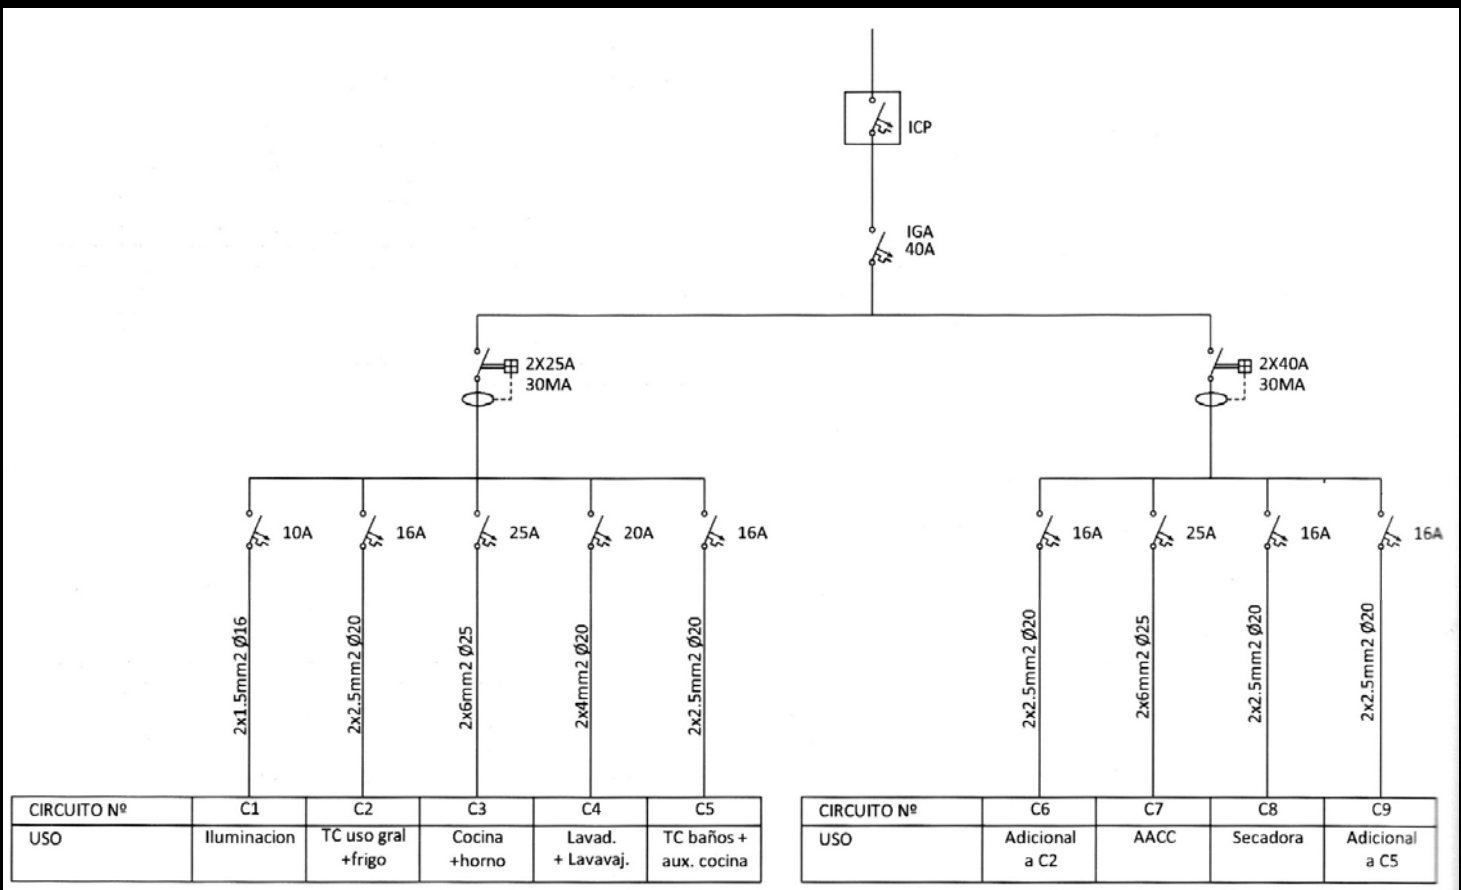 ICP
IGA
40A
2X25A
30MA
2X40A
30MA
10A
16A
25A
20A
16A
16A
25A
16A
16A
2x1.5mm2 Ø16
2x2.5mm2 Ø20
2x6mm2 Ø25
2x4mm2 Ø20
2x2.5mm2 Ø20
2x2.5mm2 Ø20
2x6mm2 Ø25
2x2.5mm2 Ø20
2x2.5mm2 Ø20
CIRCUITO Nº C1 C2 C3 C4 C5
USO Iluminacion TC uso gral Cocina Lavad. TC baños +
+frigo +horno + Lavavaj. aux. cocina
CIRCUITO Nº C6 C7 C8 C9
USO Adicional AACC Secadora Adicional
a C2 a C5